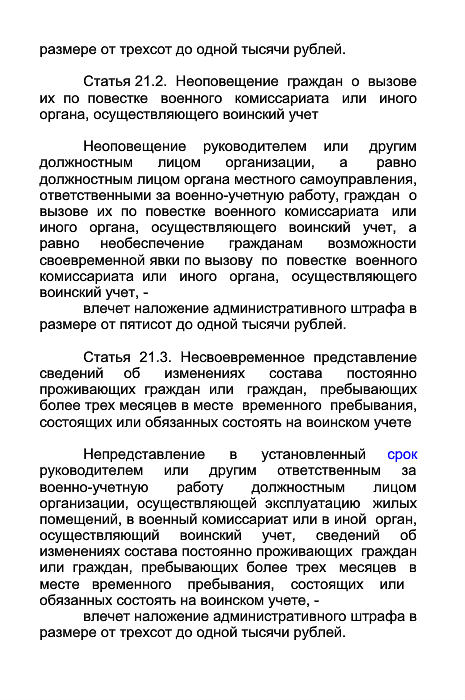 размере от трехсот до одной тысячи рублей.
Статья 21.2. Неоповещение граждан о вызове
их по повестке военного комиссариата или иного
органа, осуществляющего воинский учет
Неоповещение руководителем или другим
должностным лицом организации, а равно
должностным лицом органа местного самоуправления,
ответственными за военно-учетную работу, граждан о
вызове их по повестке военного комиссариата или
иного органа, осуществляющего воинский учет, а
равно необеспечение гражданам возможности
своевременной явки по вызову по повестке военного
комиссариата или иного органа, осуществляющего
воинский учет, -
влечет наложение административного штрафа в
размере от пятисот до одной тысячи рублей.
Статья 21.3. Несвоевременное представление
сведений об изменениях состава постоянно
проживающих граждан или граждан, пребывающих
более трех месяцев в месте временного пребывания,
состоящих или обязанных состоять на воинском учете
Непредставление в установленный срок
руководителем или другим ответственным за
военно-учетную работу должностным лицом
организации, осуществляющей эксплуатацию жилых
помещений, в военный комиссариат или в иной орган,
осуществляющий воинский учет, сведений об
изменениях состава постоянно проживающих граждан
или граждан, пребывающих более трех месяцев в
месте временного пребывания, состоящих или
обязанных состоять на воинском учете, -
влечет наложение административного штрафа в
размере от трехсот до одной тысячи рублей.